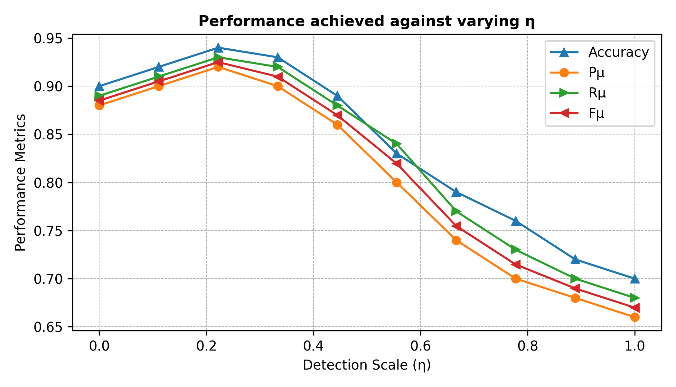 Performance achieved against varying η
Performance Metrics
0.95
0.90
0.85
0.80
0.75
0.70
0.65
Accuracy
Pμ
Rμ
Fμ
0.0 0.2 0.4 0.6 0.8 1.0
Detection Scale (η)